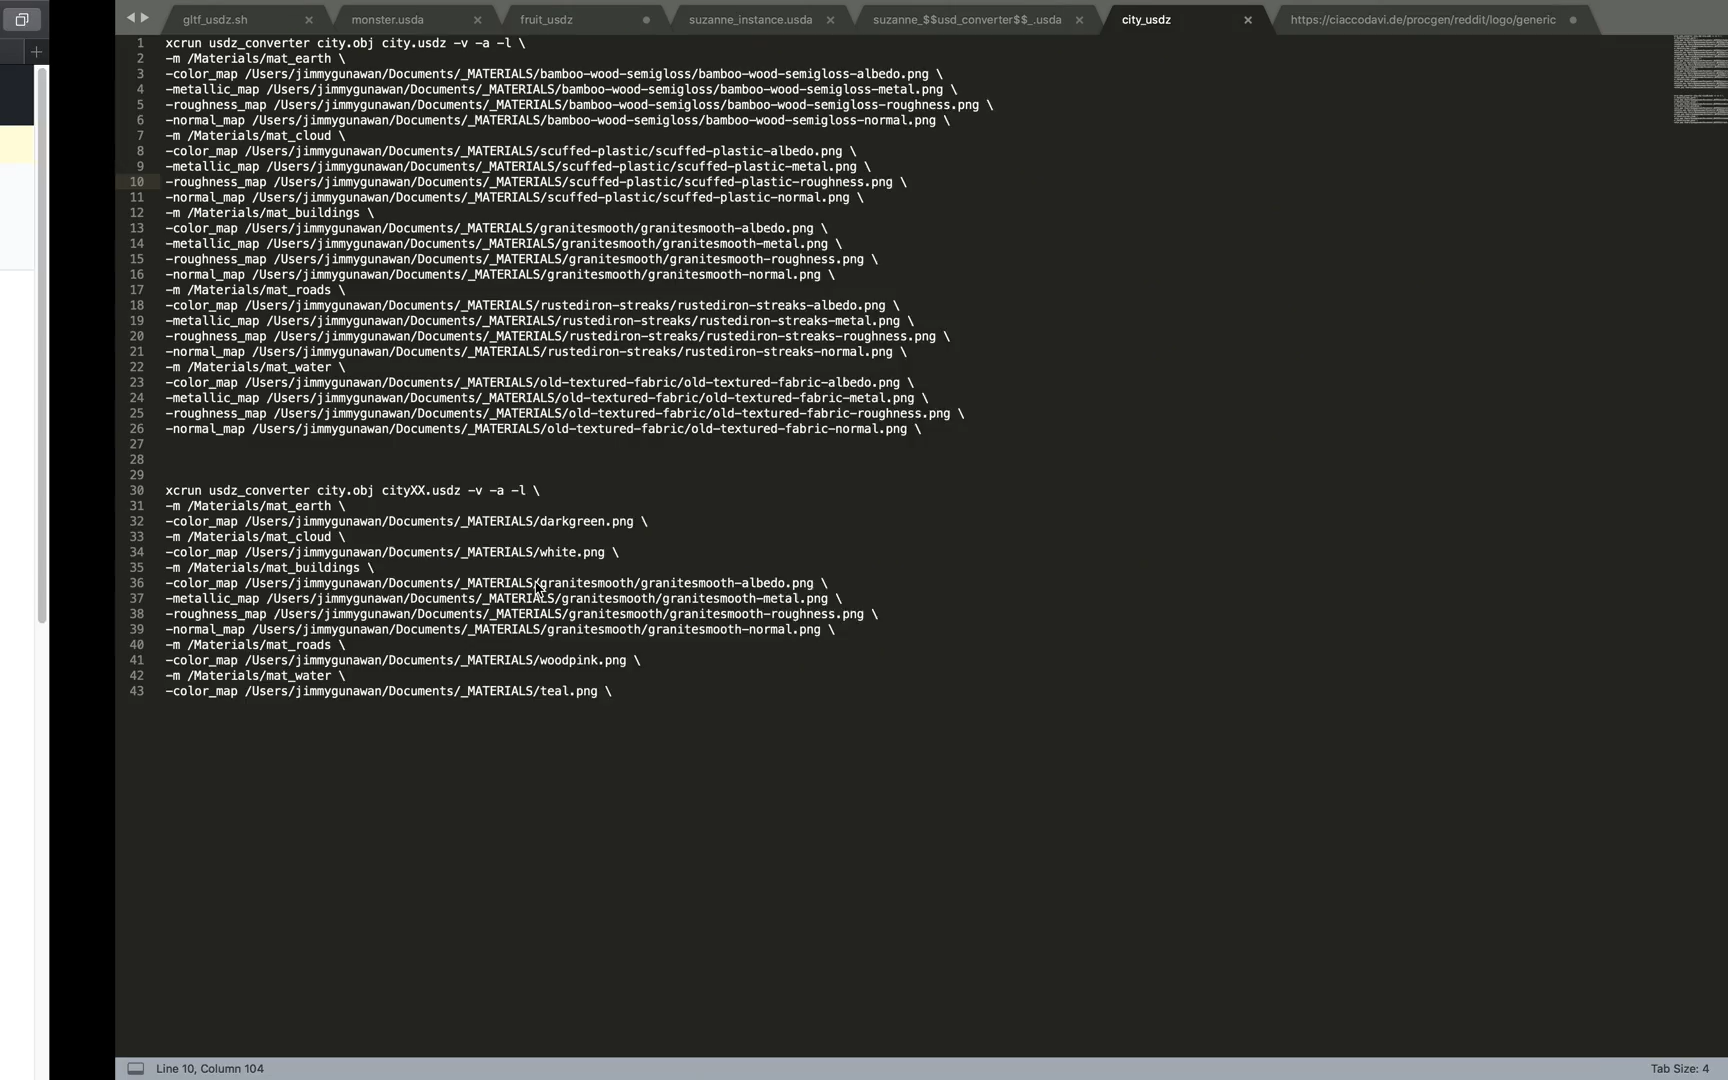 gltf_usdz.sh monster.usda fruit_usdz suzanne_instance.usda suzanne_$$usd_converter$$_.usda city_usdz https://ciaccodavi.de/procgen/reddit/logo/generic
1 xcrun usdz_converter city.obj city.usdz -v -a -l \
2 -m /Materials/mat_earth \
3 -color_map /Users/jimmygunawan/Documents/_MATERIALS/bamboo-wood-semigloss/bamboo-wood-semigloss-albedo.png \
4 -metallic_map /Users/jimmygunawan/Documents/_MATERIALS/bamboo-wood-semigloss/bamboo-wood-semigloss-metal.png \
5 -roughness_map /Users/jimmygunawan/Documents/_MATERIALS/bamboo-wood-semigloss/bamboo-wood-semigloss-roughness.png \
6 -normal_map /Users/jimmygunawan/Documents/_MATERIALS/bamboo-wood-semigloss/bamboo-wood-semigloss-normal.png \
7 -m /Materials/mat_cloud \
8 -color_map /Users/jimmygunawan/Documents/_MATERIALS/scuffed-plastic/scuffed-plastic-albedo.png \
9 -metallic_map /Users/jimmygunawan/Documents/_MATERIALS/scuffed-plastic/scuffed-plastic-metal.png \
10 -roughness_map /Users/jimmygunawan/Documents/_MATERIALS/scuffed-plastic/scuffed-plastic-roughness.png \
11 -normal_map /Users/jimmygunawan/Documents/_MATERIALS/scuffed-plastic/scuffed-plastic-normal.png \
12 -m /Materials/mat_buildings \
13 -color_map /Users/jimmygunawan/Documents/_MATERIALS/granitesmooth/granitesmooth-albedo.png \
14 -metallic_map /Users/jimmygunawan/Documents/_MATERIALS/granitesmooth/granitesmooth-metal.png \
15 -roughness_map /Users/jimmygunawan/Documents/_MATERIALS/granitesmooth/granitesmooth-roughness.png \
16 -normal_map /Users/jimmygunawan/Documents/_MATERIALS/granitesmooth/granitesmooth-normal.png \
17 -m /Materials/mat_roads \
18 -color_map /Users/jimmygunawan/Documents/_MATERIALS/rustediron-streaks/rustediron-streaks-albedo.png \
19 -metallic_map /Users/jimmygunawan/Documents/_MATERIALS/rustediron-streaks/rustediron-streaks-metal.png \
20 -roughness_map /Users/jimmygunawan/Documents/_MATERIALS/rustediron-streaks/rustediron-streaks-roughness.png \
21 -normal_map /Users/jimmygunawan/Documents/_MATERIALS/rustediron-streaks/rustediron-streaks-normal.png \
22 -m /Materials/mat_water \
23 -color_map /Users/jimmygunawan/Documents/_MATERIALS/old-textured-fabric/old-textured-fabric-albedo.png \
24 -metallic_map /Users/jimmygunawan/Documents/_MATERIALS/old-textured-fabric/old-textured-fabric-metal.png \
25 -roughness_map /Users/jimmygunawan/Documents/_MATERIALS/old-textured-fabric/old-textured-fabric-roughness.png \
26 -normal_map /Users/jimmygunawan/Documents/_MATERIALS/old-textured-fabric/old-textured-fabric-normal.png \
27
28
29
30 xcrun usdz_converter city.obj cityXX.usdz -v -a -l \
31 -m /Materials/mat_earth \
32 -color_map /Users/jimmygunawan/Documents/_MATERIALS/darkgreen.png \
33 -m /Materials/mat_cloud \
34 -color_map /Users/jimmygunawan/Documents/_MATERIALS/white.png \
35 -m /Materials/mat_buildings \
36 -color_map /Users/jimmygunawan/Documents/_MATERIALS/granitesmooth/granitesmooth-albedo.png \
37 -metallic_map /Users/jimmygunawan/Documents/_MATERIALS/granitesmooth/granitesmooth-metal.png \
38 -roughness_map /Users/jimmygunawan/Documents/_MATERIALS/granitesmooth/granitesmooth-roughness.png \
39 -normal_map /Users/jimmygunawan/Documents/_MATERIALS/granitesmooth/granitesmooth-normal.png \
40 -m /Materials/mat_roads \
41 -color_map /Users/jimmygunawan/Documents/_MATERIALS/woodpink.png \
42 -m /Materials/mat_water \
43 -color_map /Users/jimmygunawan/Documents/_MATERIALS/teal.png \
Line 10, Column 104 Tab Size: 4